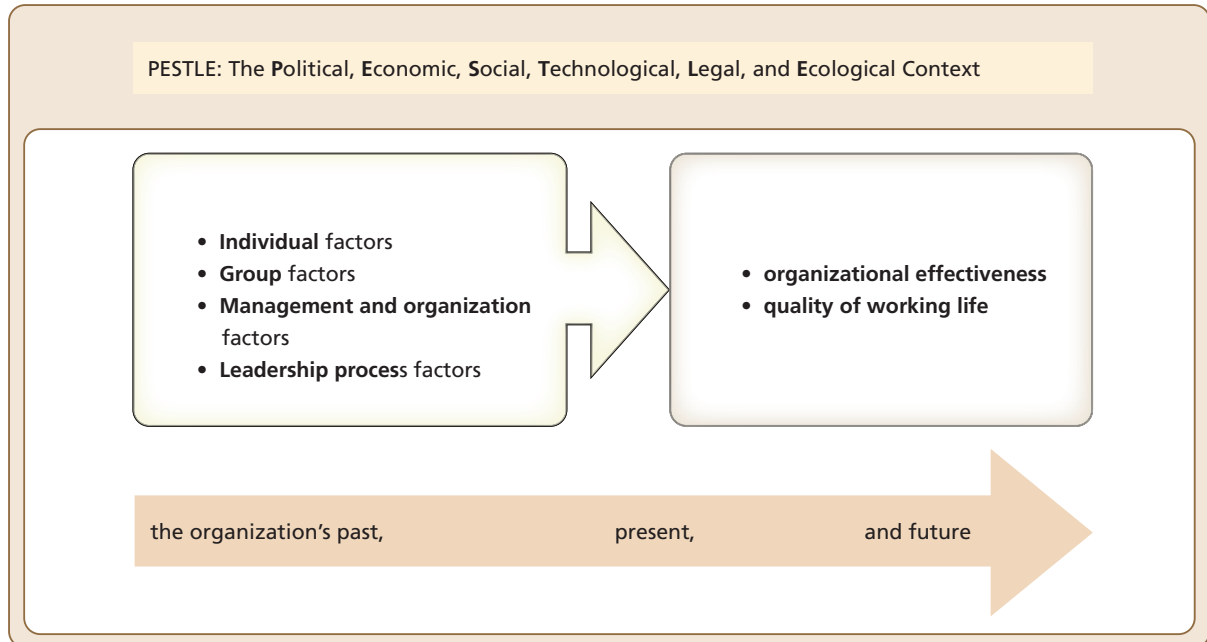 PESTLE: The Political, Economic, Social, Technological, Legal, and Ecological Context
• Individual factors
• Group factors
• Management and organization
factors
• Leadership process factors
• organizational effectiveness
• quality of working life
the organization's past, present, and future